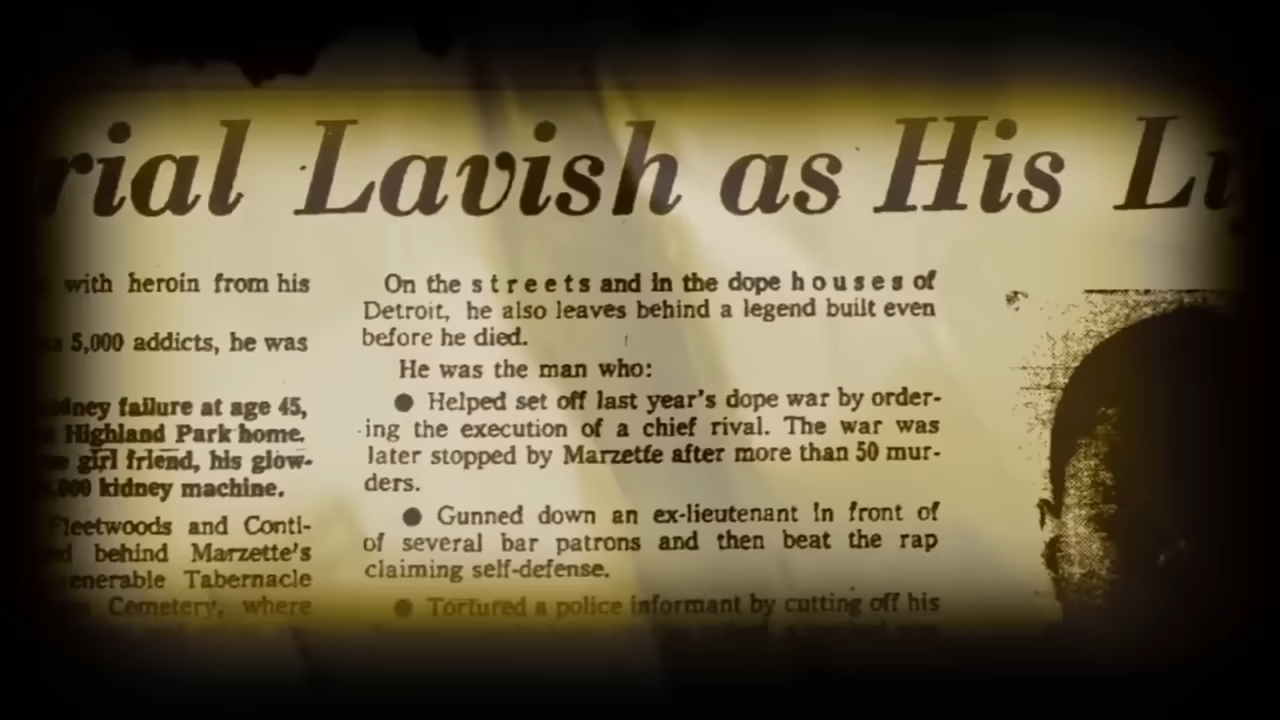 rial Lavish as His Li
with heroin from his
5,000 addicts, he was
idney failure at age 45,
Highland Park home.
girl friend, his glow-
,000 kidney machine.
Fleetwoods and Conti-
behind Marzette's
enerable Tabernacle
Cemetery, where
On the streets and in the dope houses of
Detroit, he also leaves behind a legend built even
before he died.
He was the man who:
● Helped set off last year's dope war by order-
ing the execution of a chief rival. The war was
later stopped by Marzette after more than 50 mur-
ders.
● Gunned down an ex-lieutenant in front of
of several bar patrons and then beat the rap
claiming self-defense.
● Tortured a police informant by cutting off his